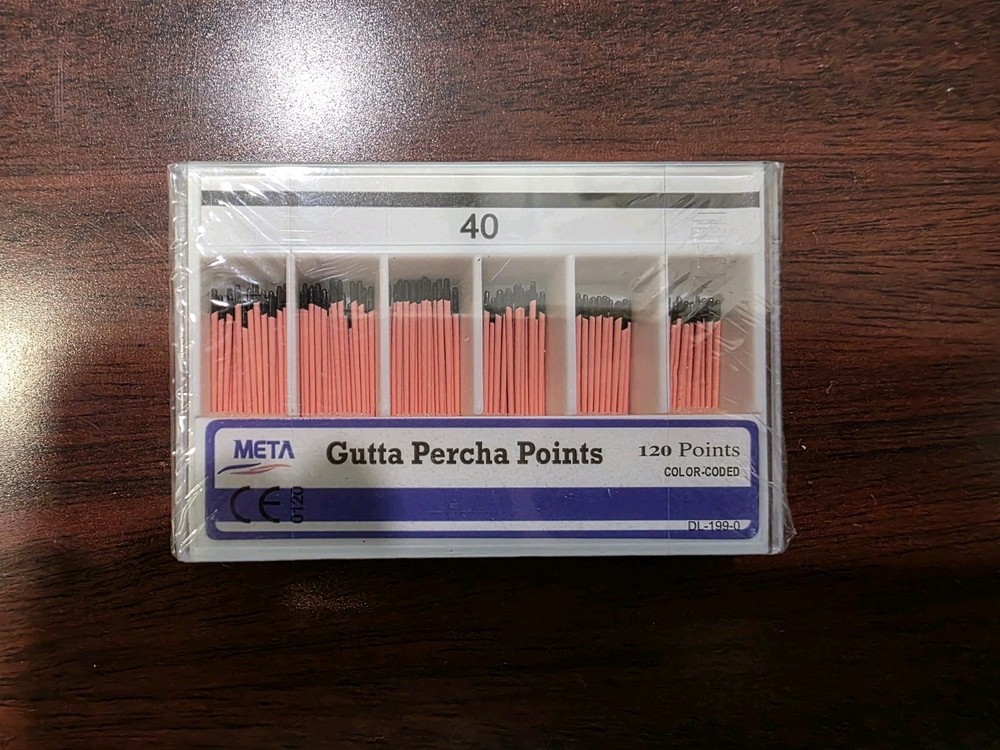 40
META
Gutta Percha Points
120 Points
COLOR-CODED
CE 0120
DL-199-0